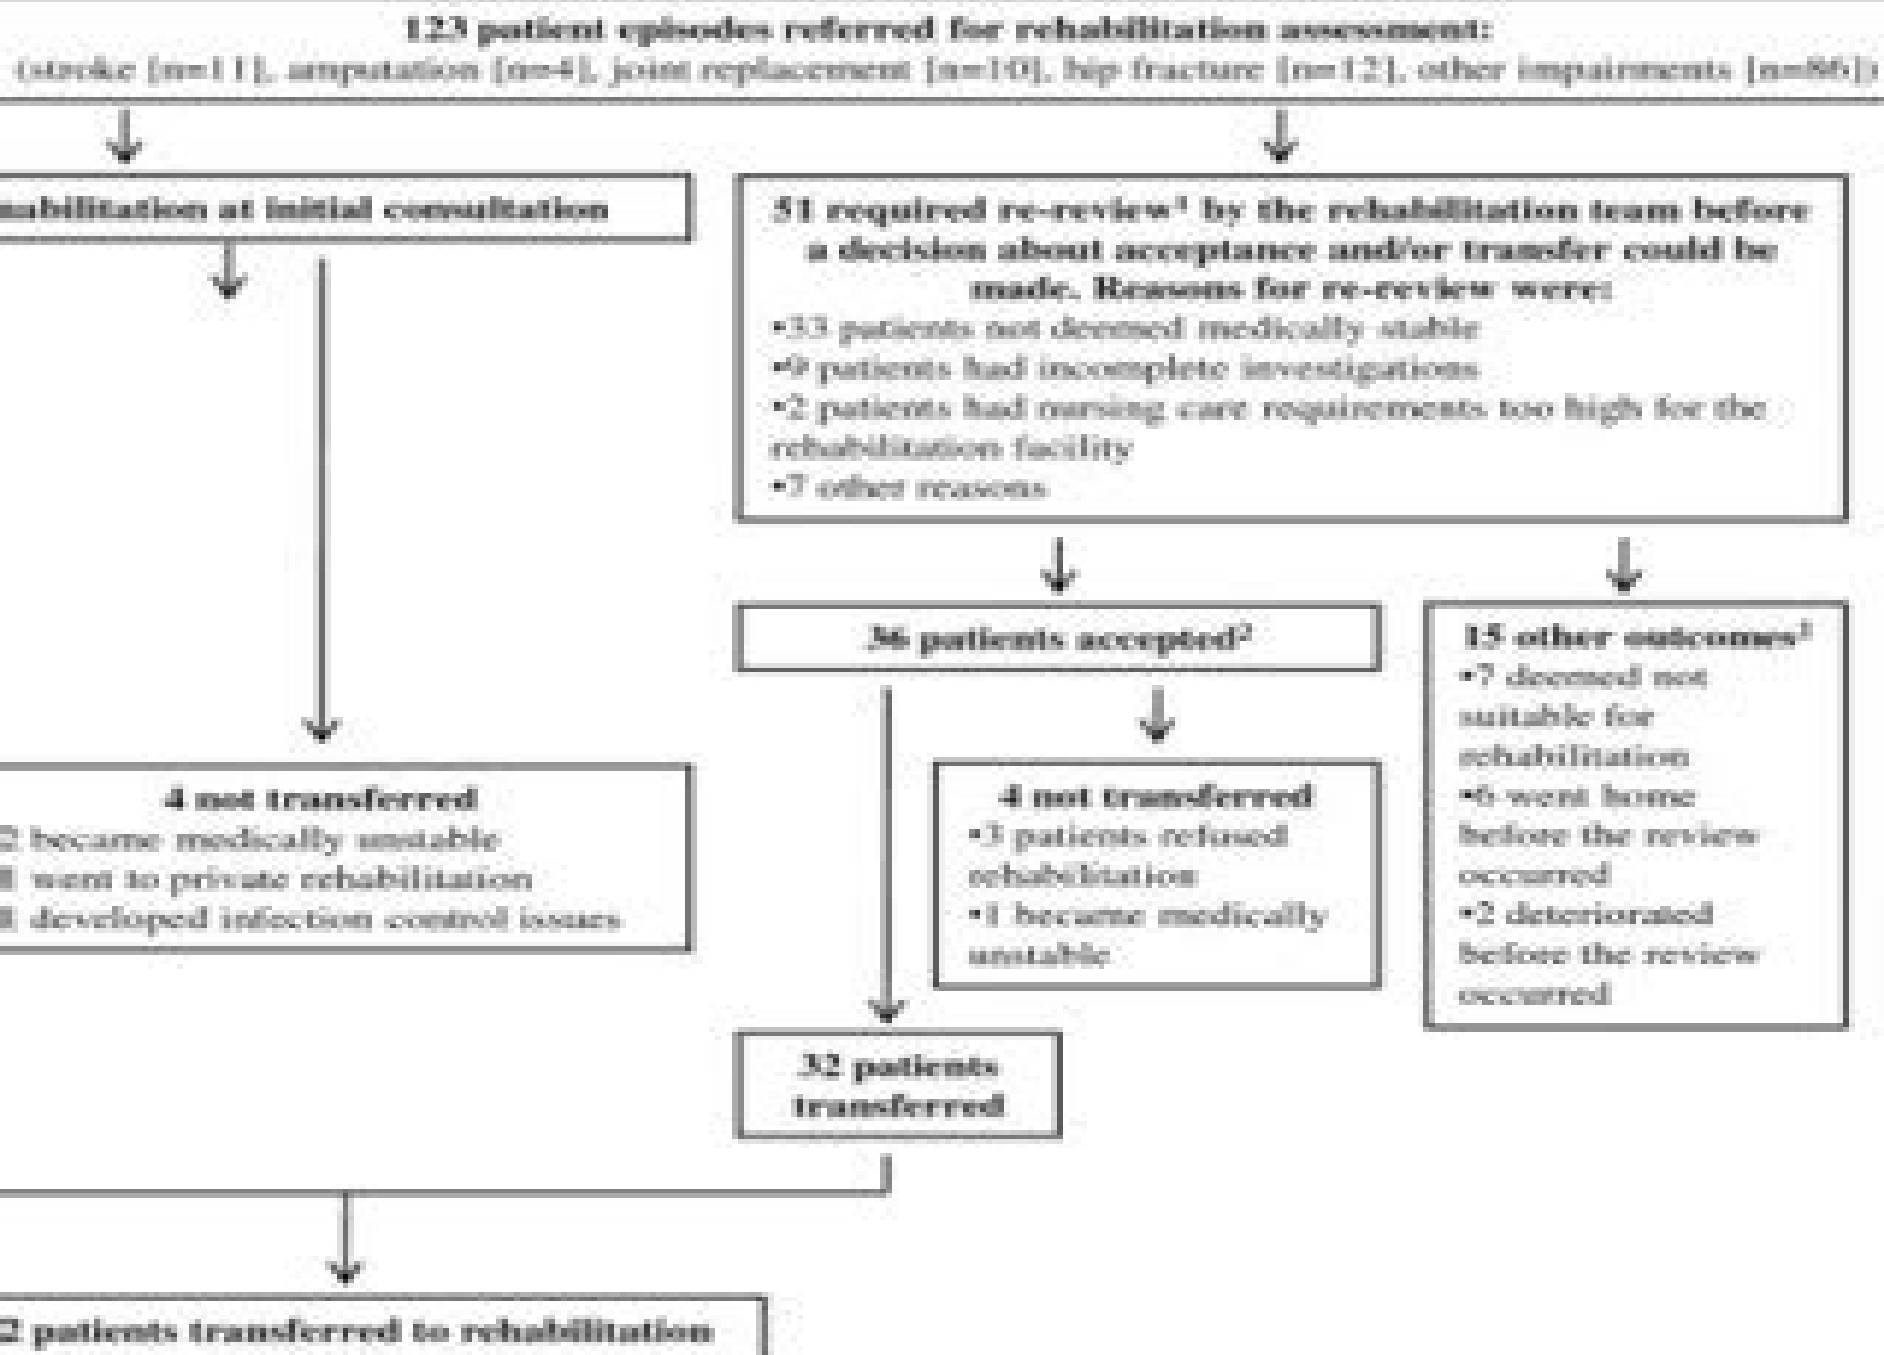 123 patient episodes referred for rehabilitation assessment:
(stroke [n=11], amputation [n=4], joint replacement [n=10], hip fracture [n=12], other impairments [n=86])
nabilitation at initial consultation
51 required re-review¹ by the rehabilitation team before
a decision about acceptance and/or transfer could be
made. Reasons for re-review were:
•33 patients not deemed medically stable
•9 patients had incomplete investigations
•2 patients had nursing care requirements too high for the
rehabilitation facility
•7 other reasons
36 patients accepted²
15 other outcomes²
•7 deemed not
suitable for
rehabilitation
•6 went home
before the review
occurred
•2 deteriorated
before the review
occurred
4 not transferred
2 became medically unstable
1 went to private rehabilitation
1 developed infection control issues
4 not transferred
•3 patients refused
rehabilitation
•1 became medically
unstable
32 patients
transferred
2 patients transferred to rehabilitation